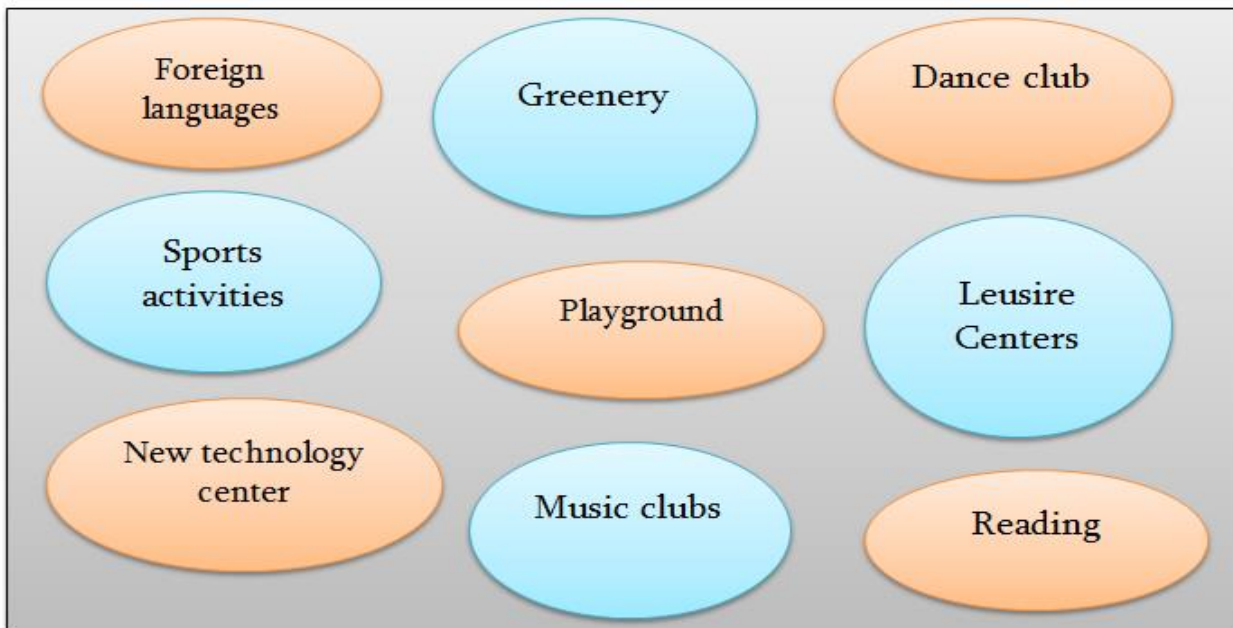 Foreign
languages
Greenery
Dance club
Sports
activities
Playground
Leusire
Centers
New technology
center
Music clubs
Reading